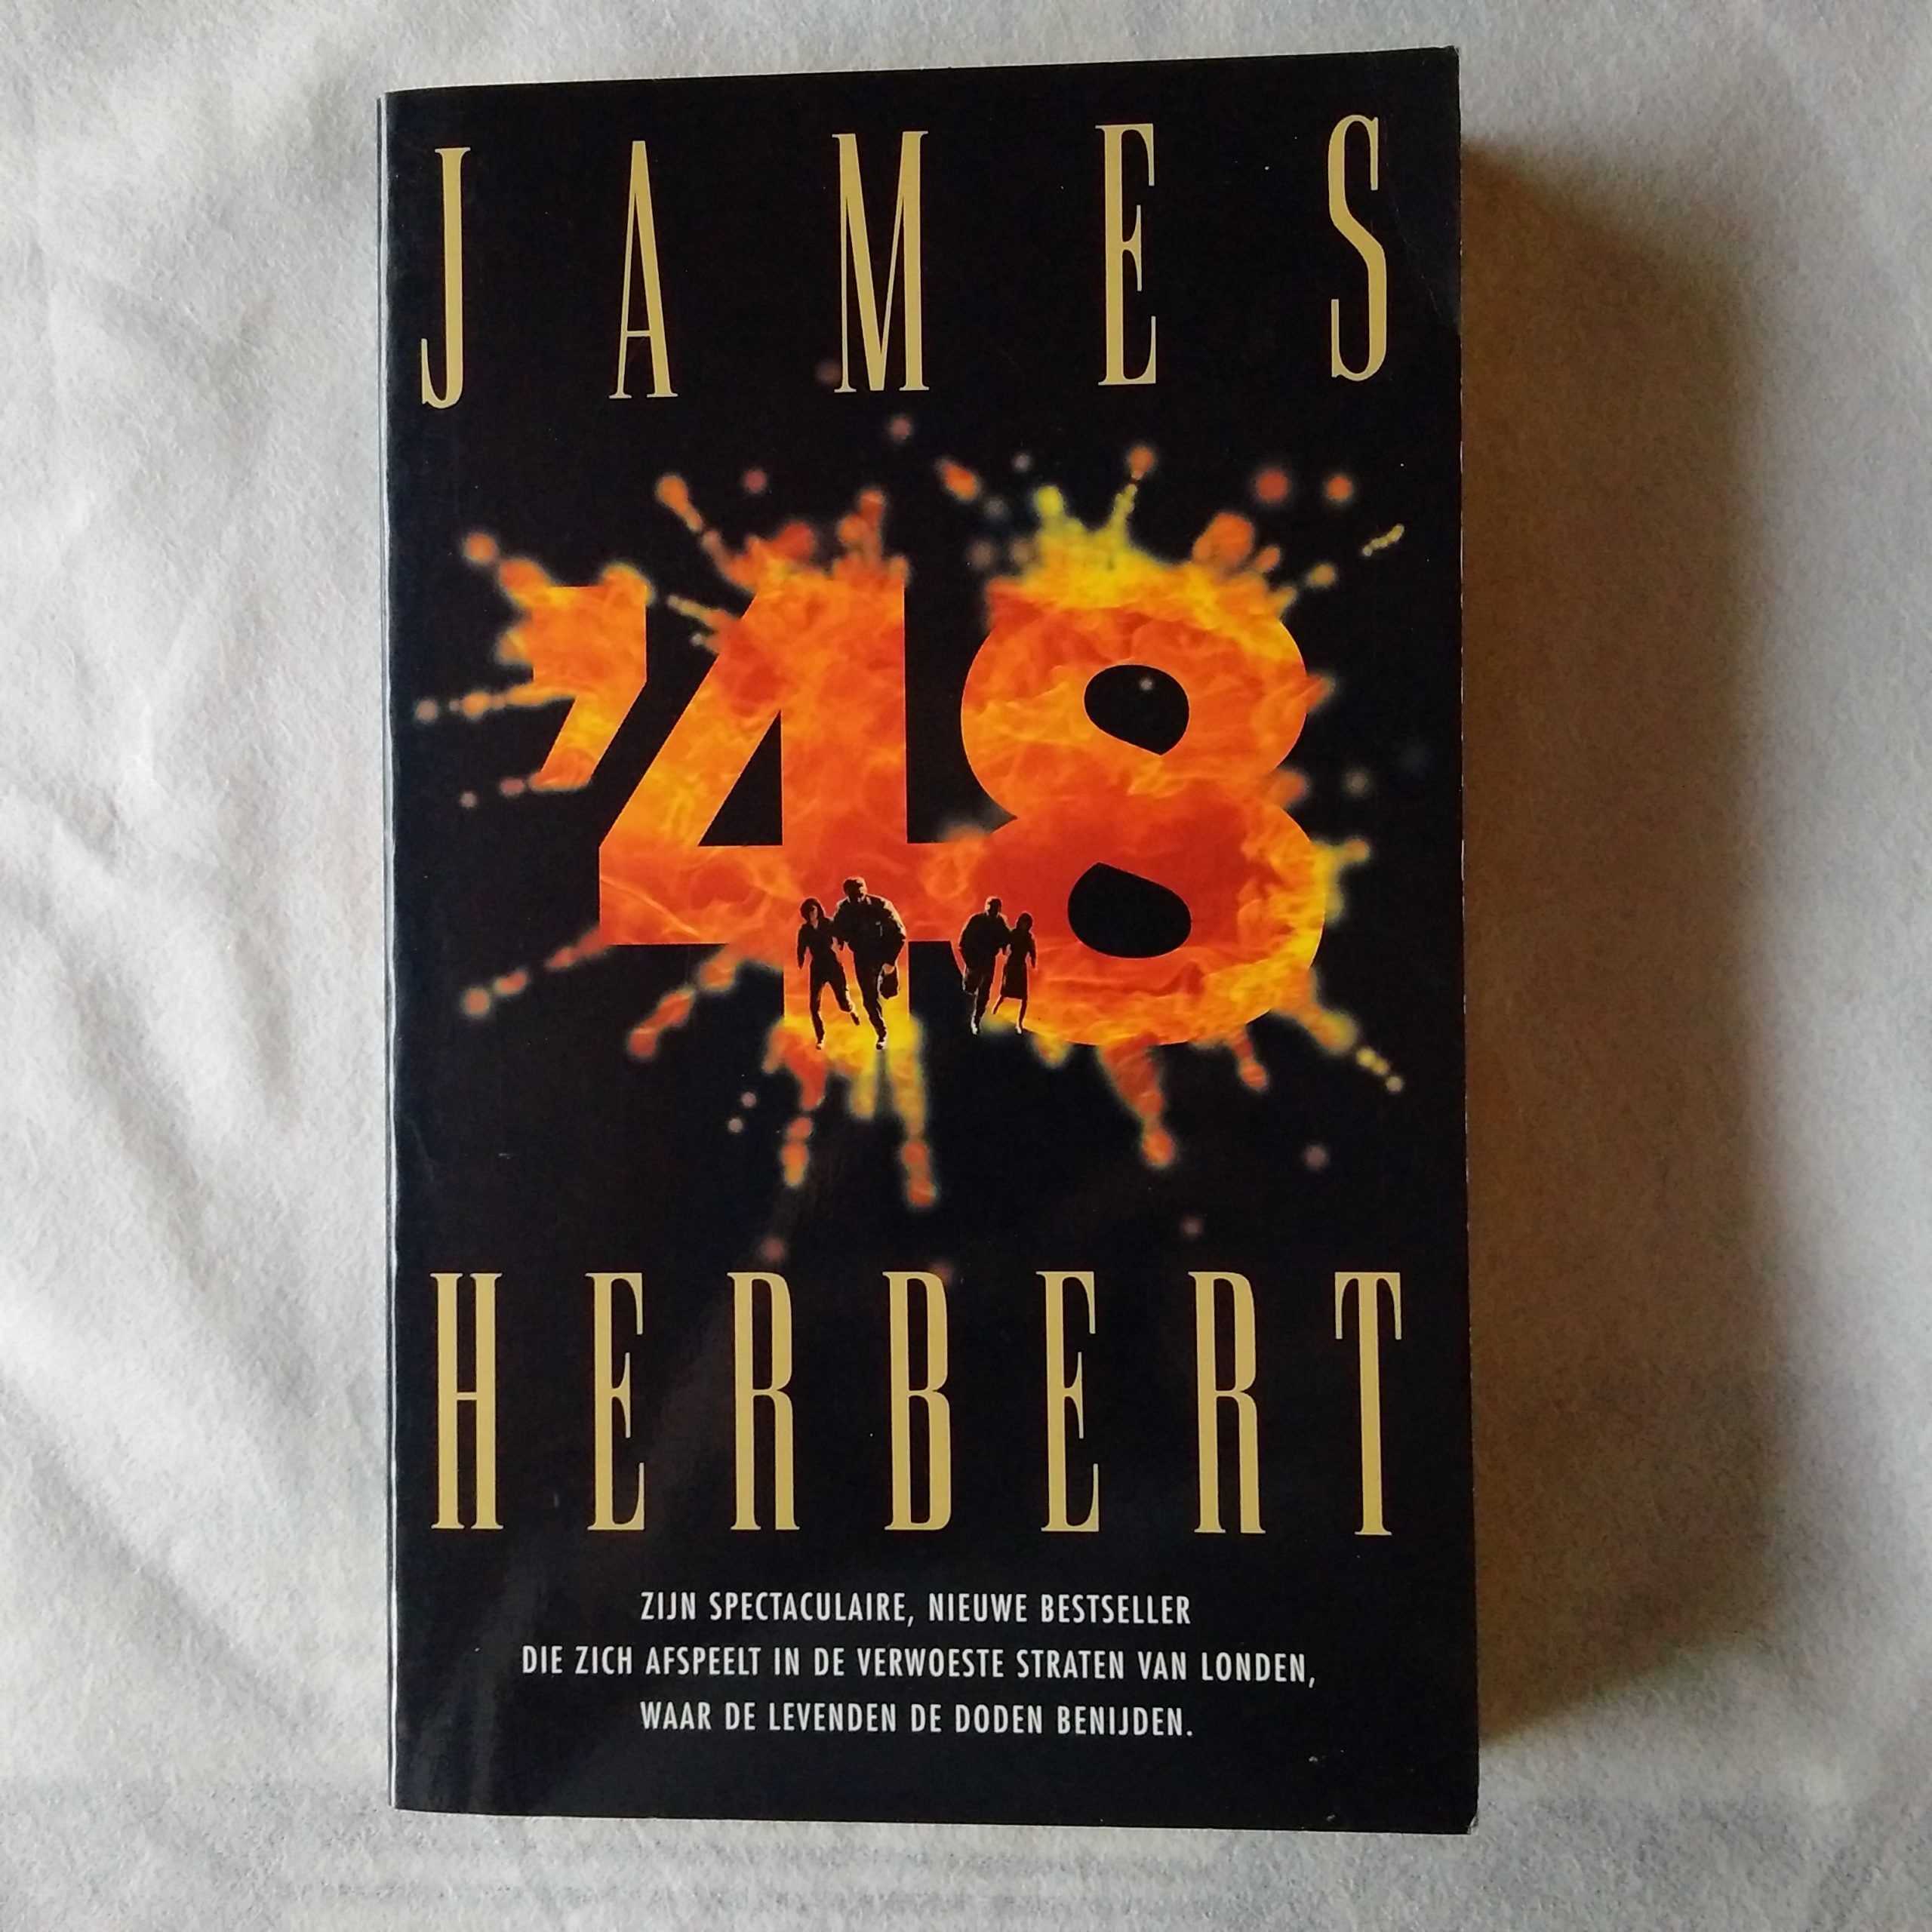 JAMES
'48
HERBERT
ZIJN SPECTACULAIRE, NIEUWE BESTSELLER
DIE ZICH AFSPEELT IN DE VERWOESTE STRATEN VAN LONDEN,
WAAR DE LEVENDEN DE DODEN BENIJDEN.